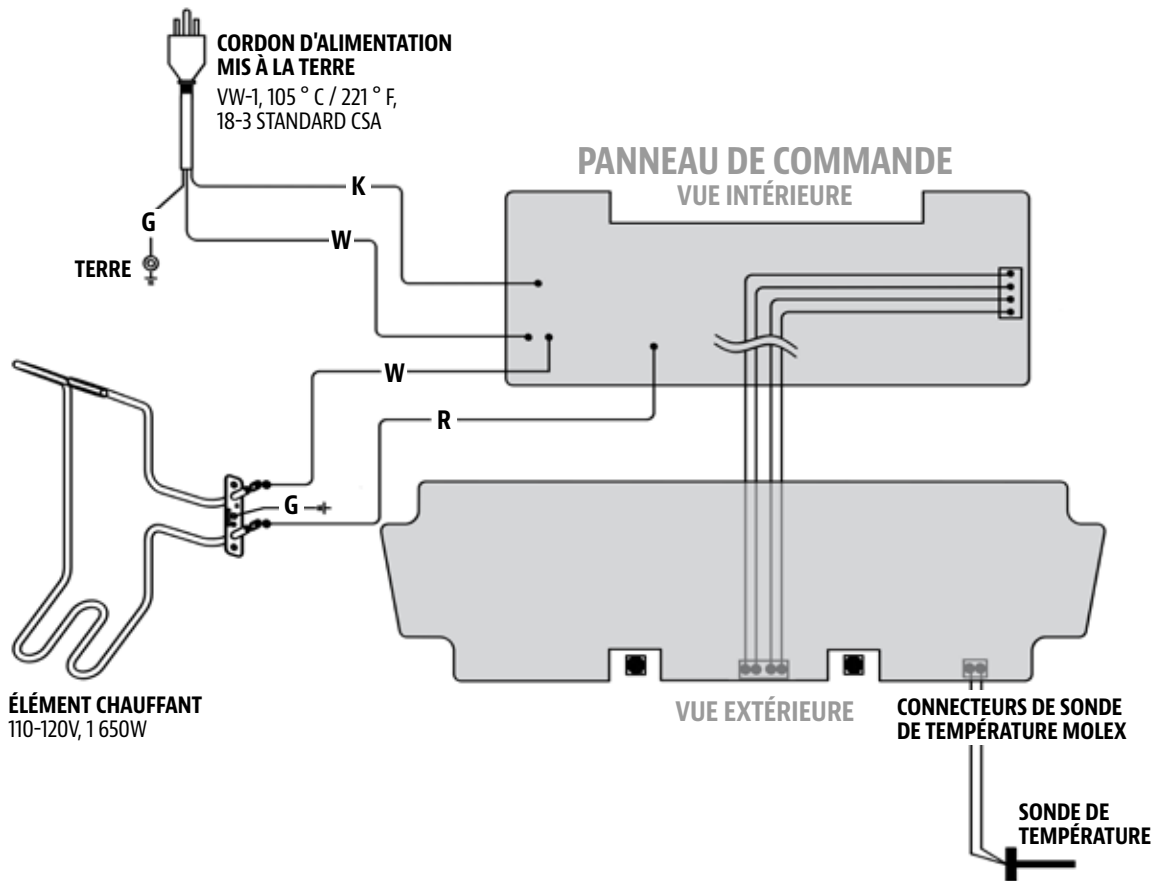 CORDON D'ALIMENTATION
MIS À LA TERRE
VW-1, 105 ° C / 221 ° F,
18-3 STANDARD CSA
PANNEAU DE COMMANDE
VUE INTÉRIEURE
K
G
W
TERRE
W
R
G
ÉLÉMENT CHAUFFANT
110-120V, 1 650W
VUE EXTÉRIEURE
CONNECTEURS DE SONDE
DE TEMPÉRATURE MOLEX
SONDE DE
TEMPÉRATURE